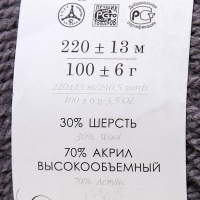 220 ± 13 м
100 ± 6 г
220±13 m/240,5 yards
100 ± 6 g/3,5 OZ
30% ШЕРСТЬ
30% Wool
70% АКРИЛ
ВЫСОКООБЪЕМНЫЙ
70% Acrylic